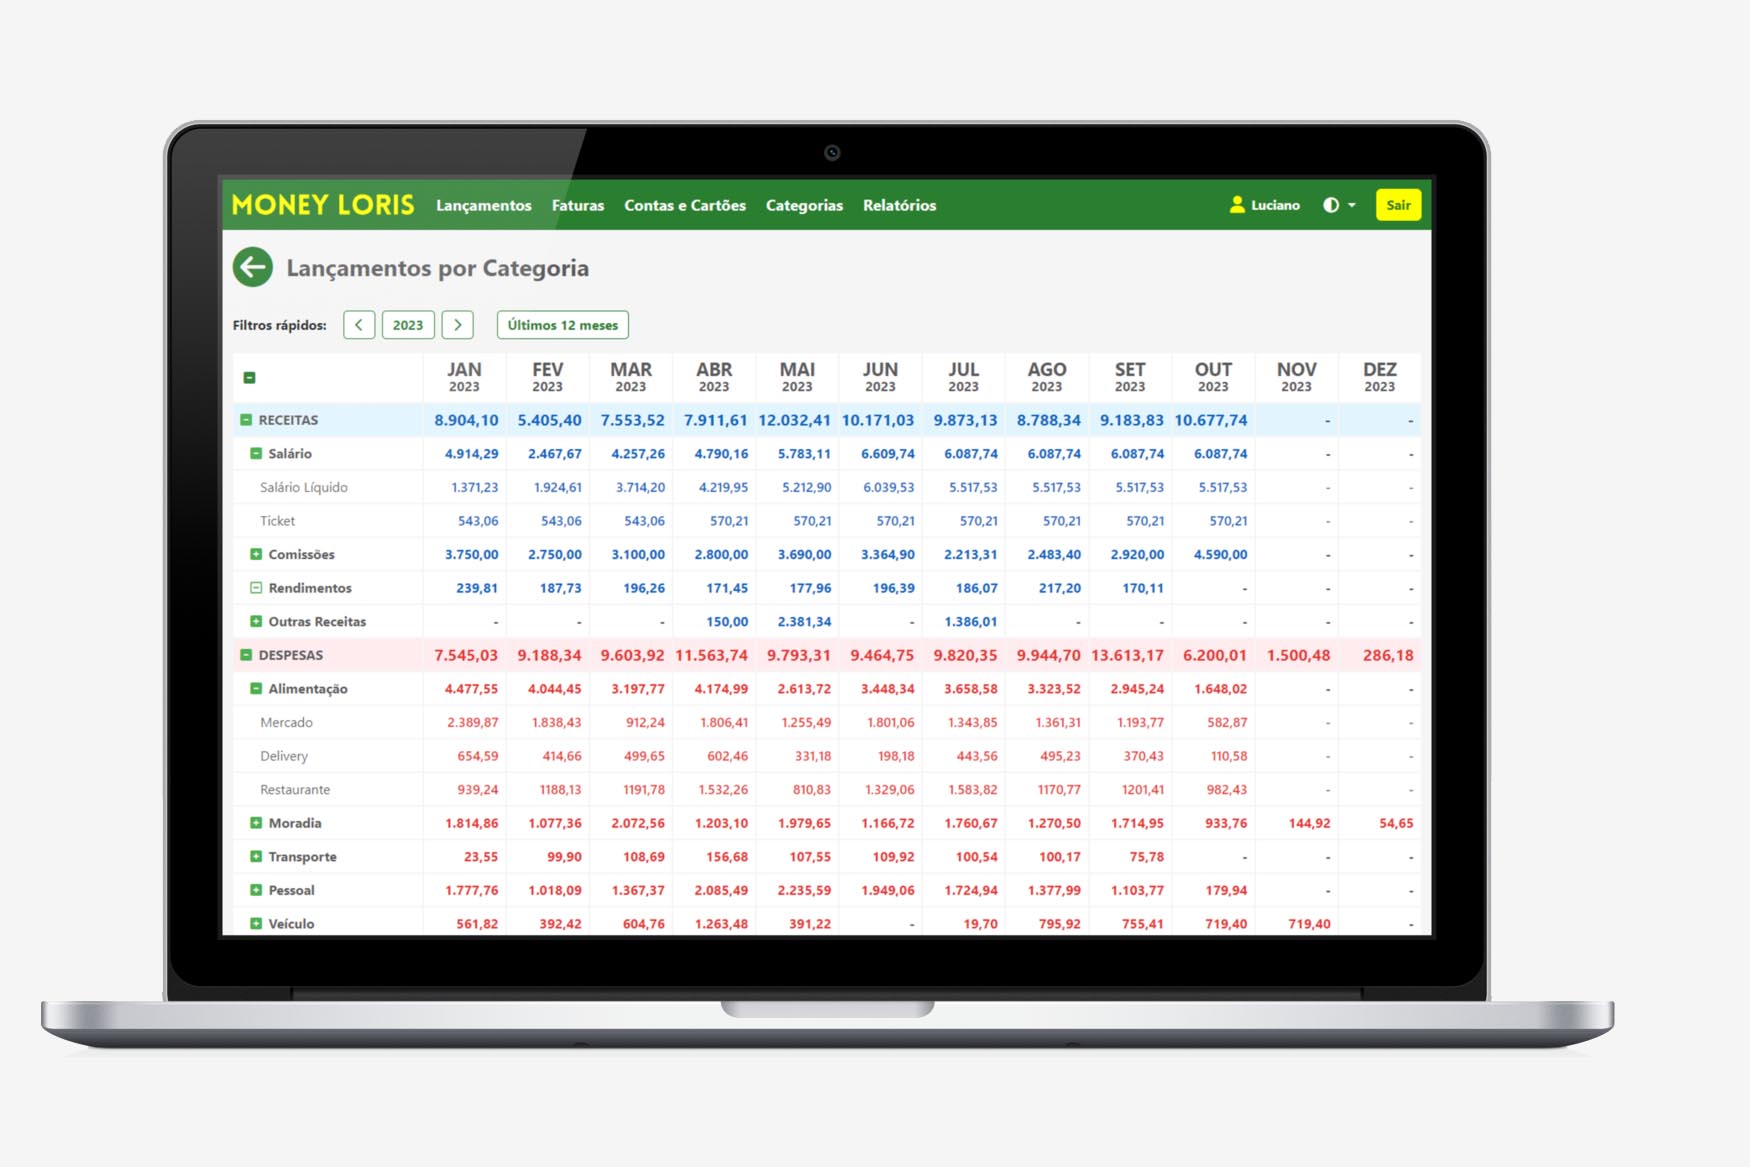 MONEY LORIS Lançamentos Faturas Contas e Cartões Categorias Relatórios Luciano Sair
Lançamentos por Categoria
Filtros rápidos: 2023 Últimos 12 meses
JAN FEV MAR ABR MAI JUN JUL AGO SET OUT NOV DEZ
2023 2023 2023 2023 2023 2023 2023 2023 2023 2023 2023 2023
RECEITAS 8.904,10 5.405,40 7.553,52 7.911,61 12.032,41 10.171,03 9.873,13 8.788,34 9.183,83 10.677,74 - -
Salário 4.914,29 2.467,67 4.257,26 4.790,16 5.783,11 6.609,74 6.087,74 6.087,74 6.087,74 6.087,74 - -
Salário Líquido 1.371,23 1.924,61 3.714,20 4.219,95 5.212,90 6.039,53 5.517,53 5.517,53 5.517,53 5.517,53 - -
Ticket 543,06 543,06 543,06 570,21 570,21 570,21 570,21 570,21 570,21 570,21 - -
Comissões 3.750,00 2.750,00 3.100,00 2.800,00 3.690,00 3.364,90 2.213,31 2.483,40 2.920,00 4.590,00 - -
Rendimentos 239,81 187,73 196,26 171,45 177,96 196,39 186,07 217,20 170,11 - - -
Outras Receitas - - - 150,00 2.381,34 - 1.386,01 - - - - -
DESPESAS 7.545,03 9.188,34 9.603,92 11.563,74 9.793,31 9.464,75 9.820,35 9.944,70 13.613,17 6.200,01 1.500,48 286,18
Alimentação 4.477,55 4.044,45 3.197,77 4.174,99 2.613,72 3.448,34 3.658,58 3.323,52 2.945,24 1.648,02 - -
Mercado 2.389,87 1.838,43 912,24 1.806,41 1.255,49 1.801,06 1.343,85 1.361,31 1.193,77 582,87 - -
Delivery 654,59 414,66 499,65 602,46 331,18 198,18 443,56 495,23 370,43 110,58 - -
Restaurante 939,24 1188,13 1191,78 1.532,26 810,83 1.329,06 1.583,82 1170,77 1201,41 982,43 - -
Moradia 1.814,86 1.077,36 2.072,56 1.203,10 1.979,65 1.166,72 1.760,67 1.270,50 1.714,95 933,76 144,92 54,65
Transporte 23,55 99,90 108,69 156,68 107,55 109,92 100,54 100,17 75,78 - - -
Pessoal 1.777,76 1.018,09 1.367,37 2.085,49 2.235,59 1.949,06 1.724,94 1.377,99 1.103,77 179,94 - -
Veículo 561,82 392,42 604,76 1.263,48 391,22 - 19,70 795,92 755,41 719,40 719,40 -